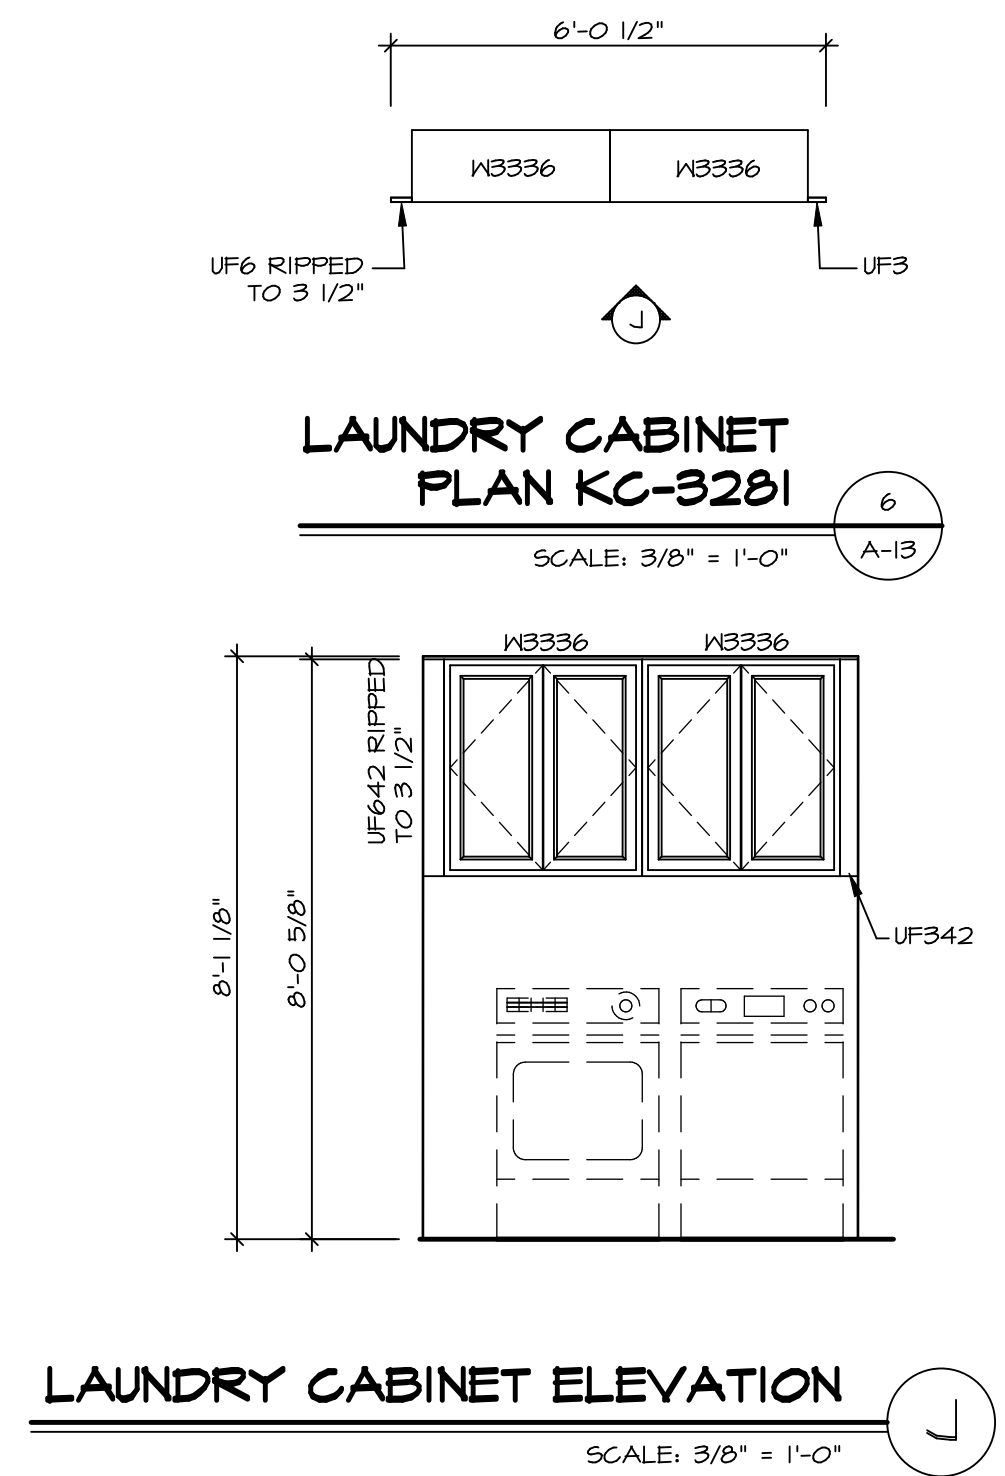 6'-0 1/2"
W3336
W3336
UF6 RIPPED
TO 3 1/2"
UF3
J
LAUNDRY CABINET
PLAN KC-3281
6
A-13
SCALE: 3/8" = 1'-0"
W3336
W3336
UF642 RIPPED
TO 3 1/2"
8'-1 1/8"
8'-0 5/8"
UF342
LAUNDRY CABINET ELEVATION
J
SCALE: 3/8" = 1'-0"